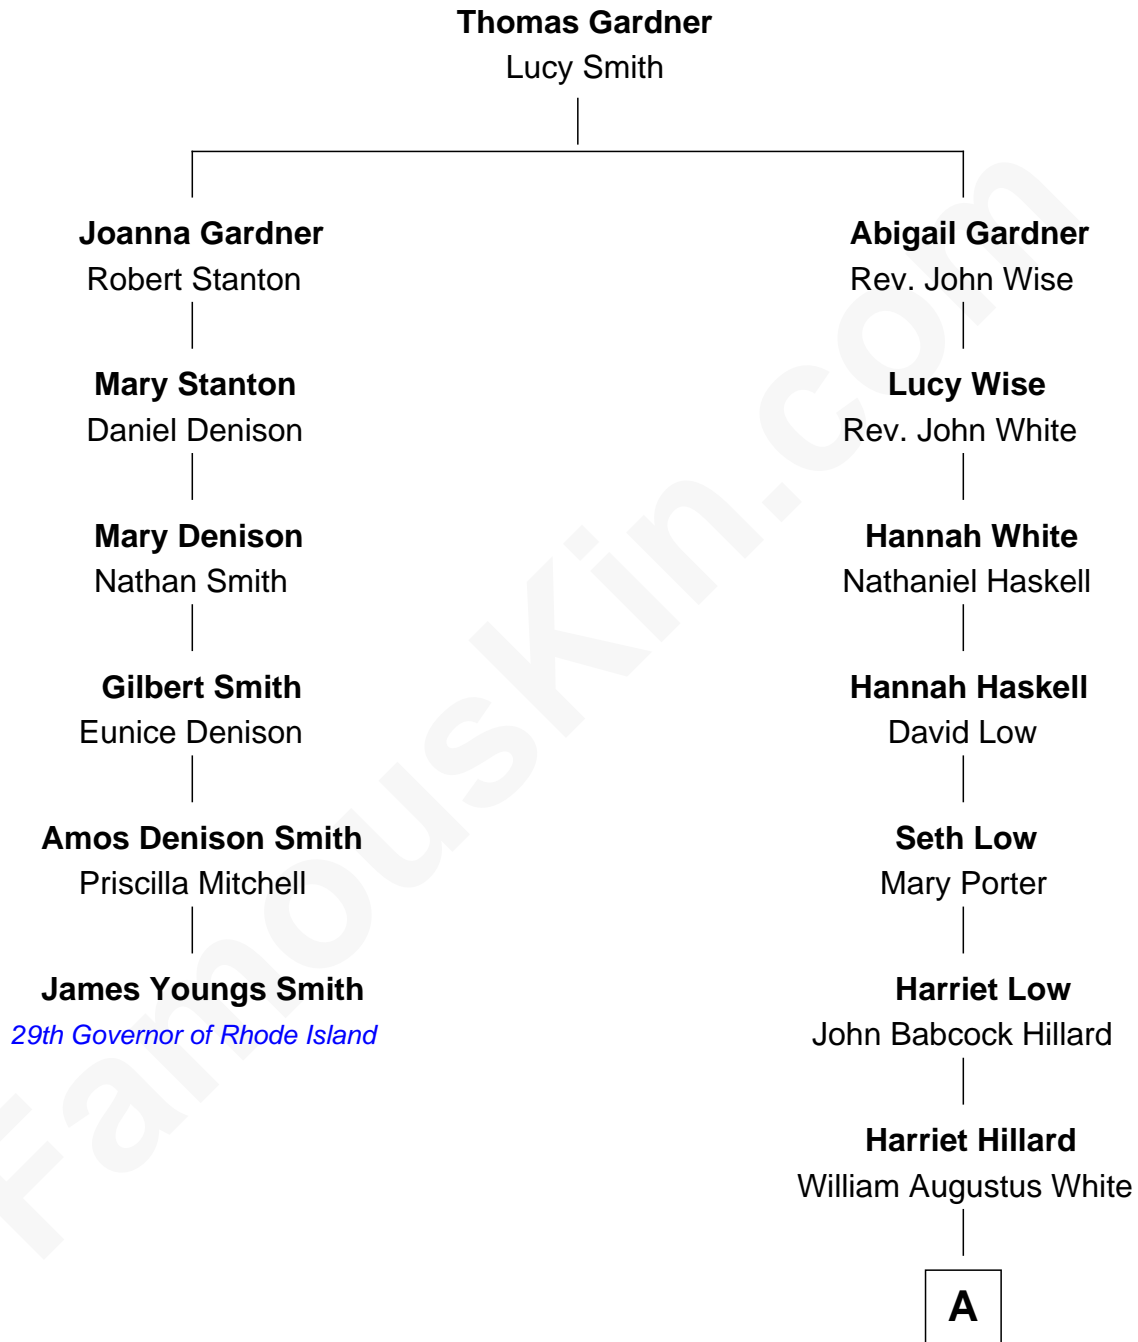 Thomas Gardner
Lucy Smith
Joanna Gardner
Robert Stanton
Mary Stanton
Daniel Denison
Mary Denison
Nathan Smith
Gilbert Smith
Eunice Denison
Amos Denison Smith
Priscilla Mitchell
James Youngs Smith
29th Governor of Rhode Island
Abigail Gardner
Rev. John Wise
Lucy Wise
Rev. John White
Hannah White
Nathaniel Haskell
Hannah Haskell
David Low
Seth Low
Mary Porter
Harriet Low
John Babcock Hillard
Harriet Hillard
William Augustus White
A
FamousKin.com